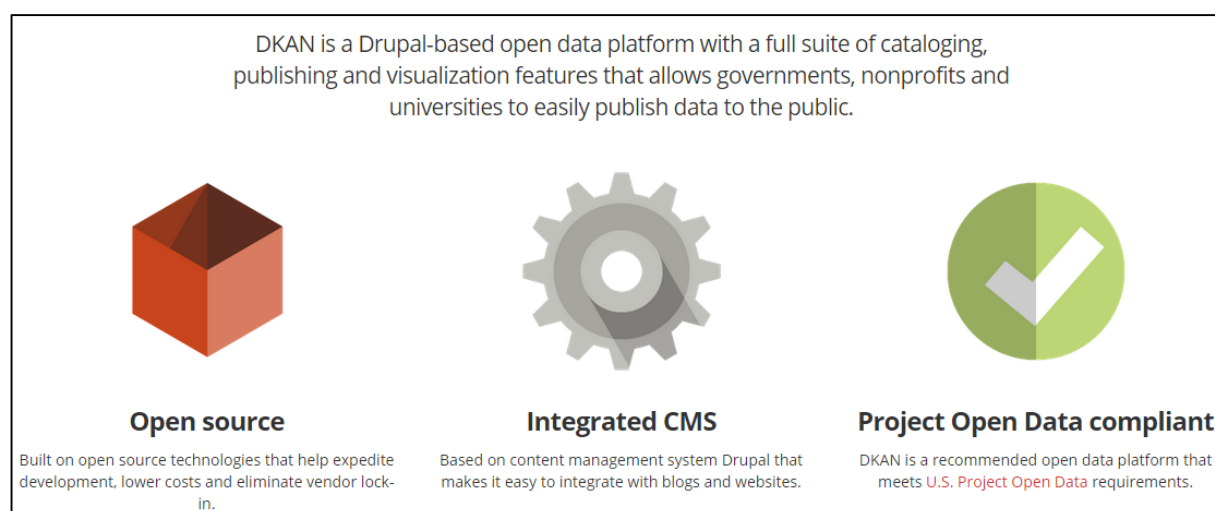 DKAN is a Drupal-based open data platform with a full suite of cataloging,
publishing and visualization features that allows governments, nonprofits and
universities to easily publish data to the public.
Open source
Built on open source technologies that help expedite
development, lower costs and eliminate vendor lock-
in.
Integrated CMS
Based on content management system Drupal that
makes it easy to integrate with blogs and websites.
Project Open Data compliant
DKAN is a recommended open data platform that
meets U.S. Project Open Data requirements.